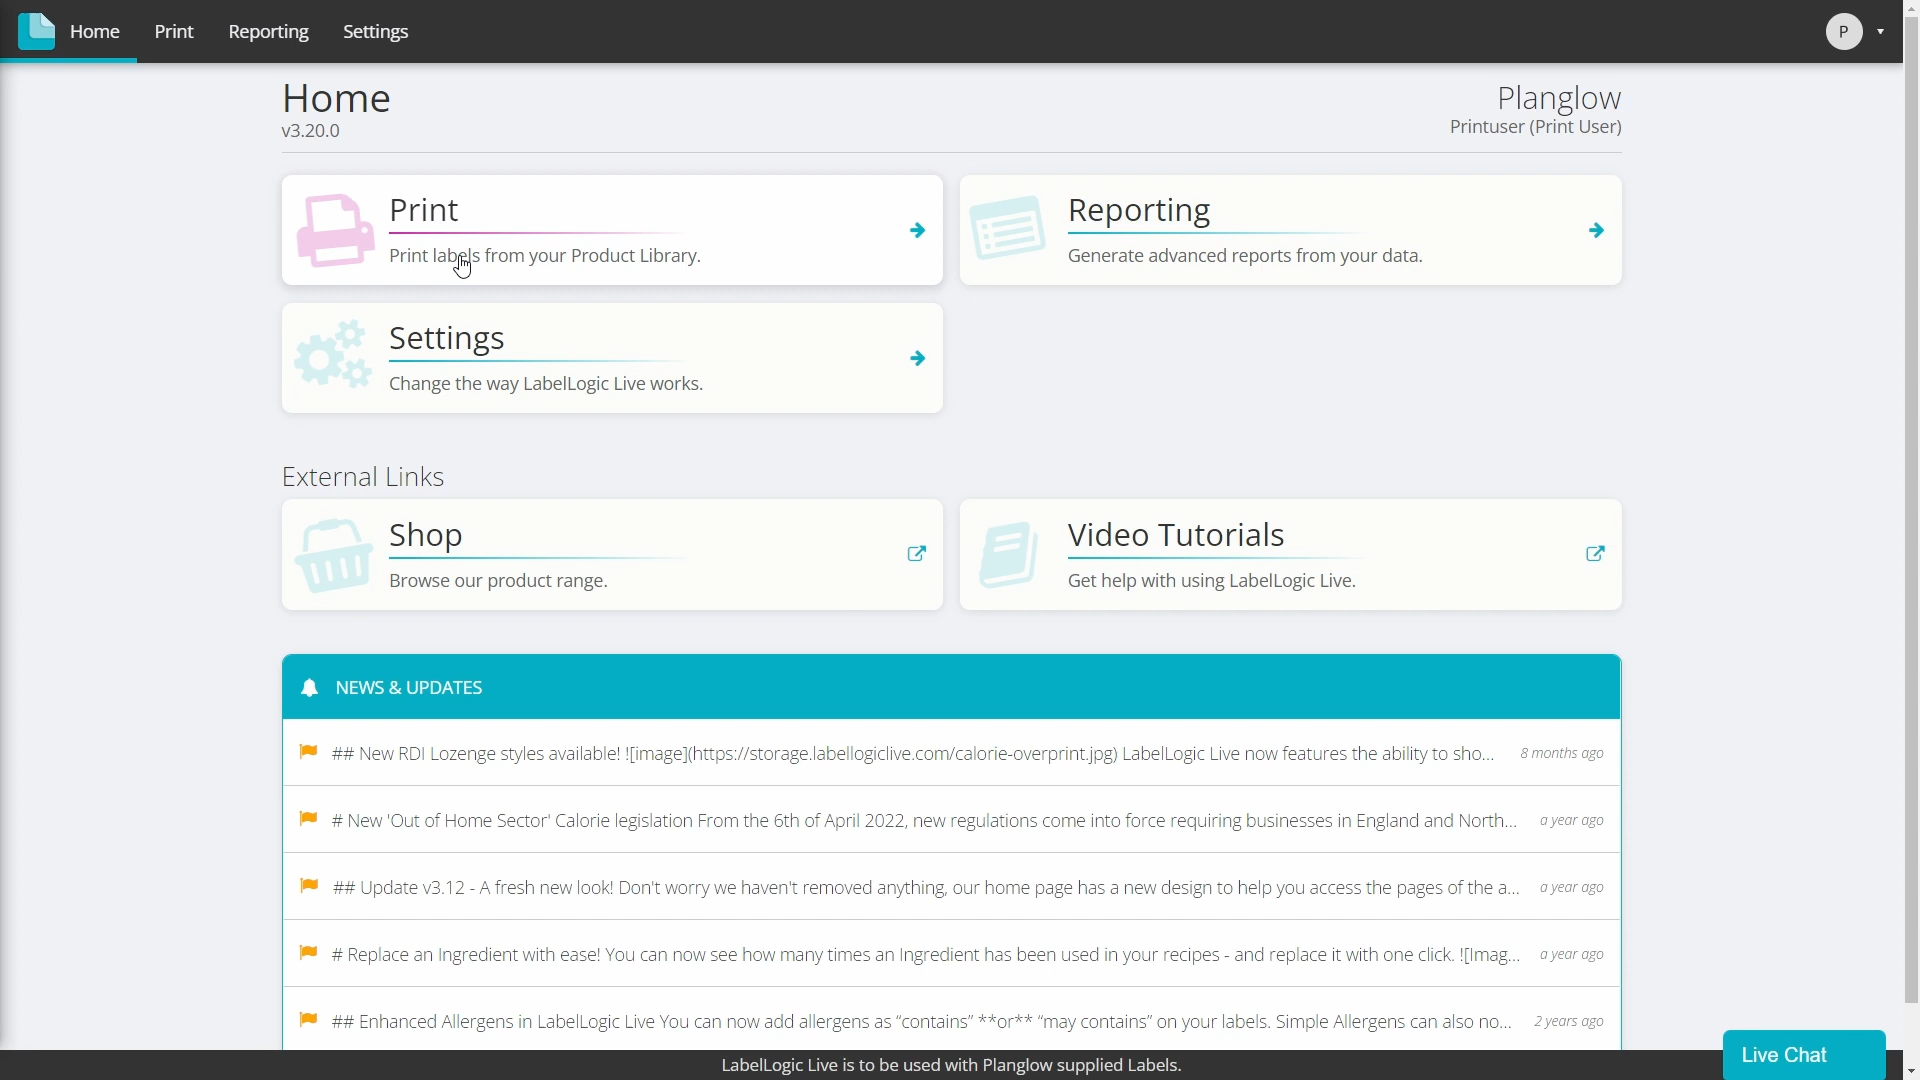 Home
Print
Reporting
Settings
P
Home
v3.20.0
Planglow
Printuser (Print User)
Print
Print labels from your Product Library.
Reporting
Generate advanced reports from your data.
Settings
Change the way LabelLogic Live works.
External Links
Shop
Browse our product range.
Video Tutorials
Get help with using LabelLogic Live.
NEWS & UPDATES
## New RDI Lozenge styles available! ![image](https://storage.labellogiclive.com/calorie-overprint.jpg) LabelLogic Live now features the ability to sho... 8 months ago
# New 'Out of Home Sector' Calorie legislation From the 6th of April 2022, new regulations come into force requiring businesses in England and North... a year ago
## Update v3.12 - A fresh new look! Don't worry we haven't removed anything, our home page has a new design to help you access the pages of the a... a year ago
# Replace an Ingredient with ease! You can now see how many times an Ingredient has been used in your recipes - and replace it with one click. ![Imag... a year ago
## Enhanced Allergens in LabelLogic Live You can now add allergens as “contains” **or** “may contains” on your labels. Simple Allergens can also no... 2 years ago
LabelLogic Live is to be used with Planglow supplied Labels.
Live Chat